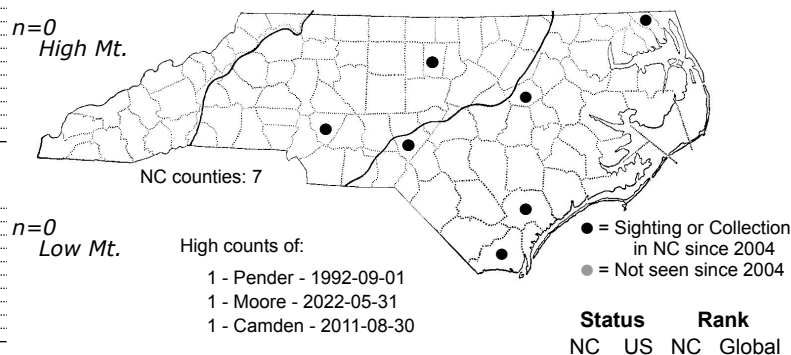 n=0
High Mt.
NC counties: 7
n=0
Low Mt.
High counts of:
1 - Pender - 1992-09-01
1 - Moore - 2022-05-31
1 - Camden - 2011-08-30
● = Sighting or Collection
in NC since 2004
● = Not seen since 2004
Status Rank
NC US NC Global